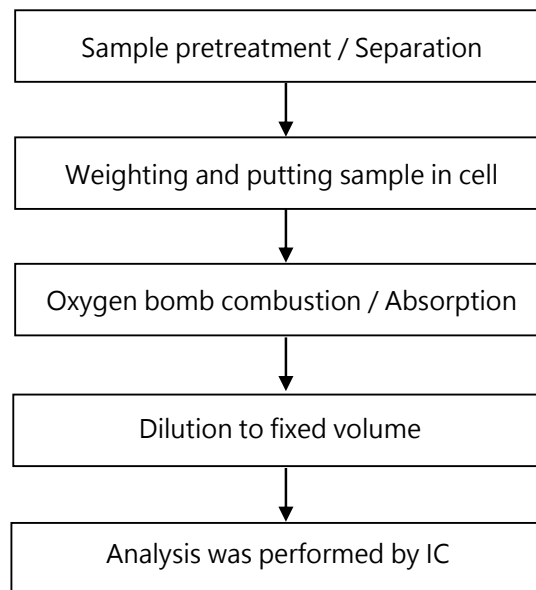 Sample pretreatment / Separation
Weighting and putting sample in cell
Oxygen bomb combustion / Absorption
Dilution to fixed volume
Analysis was performed by IC